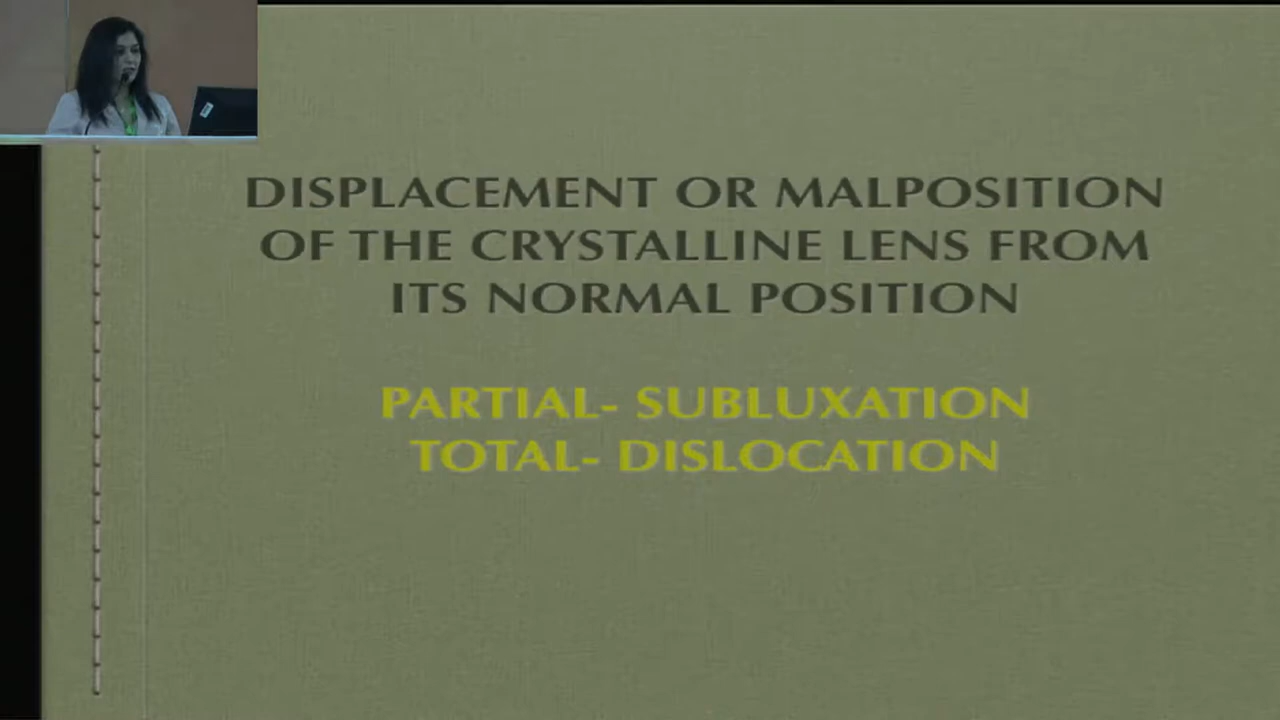 DISPLACEMENT OR MALPOSITION
OF THE CRYSTALLINE LENS FROM
ITS NORMAL POSITION
PARTIAL- SUBLUXATION
TOTAL- DISLOCATION